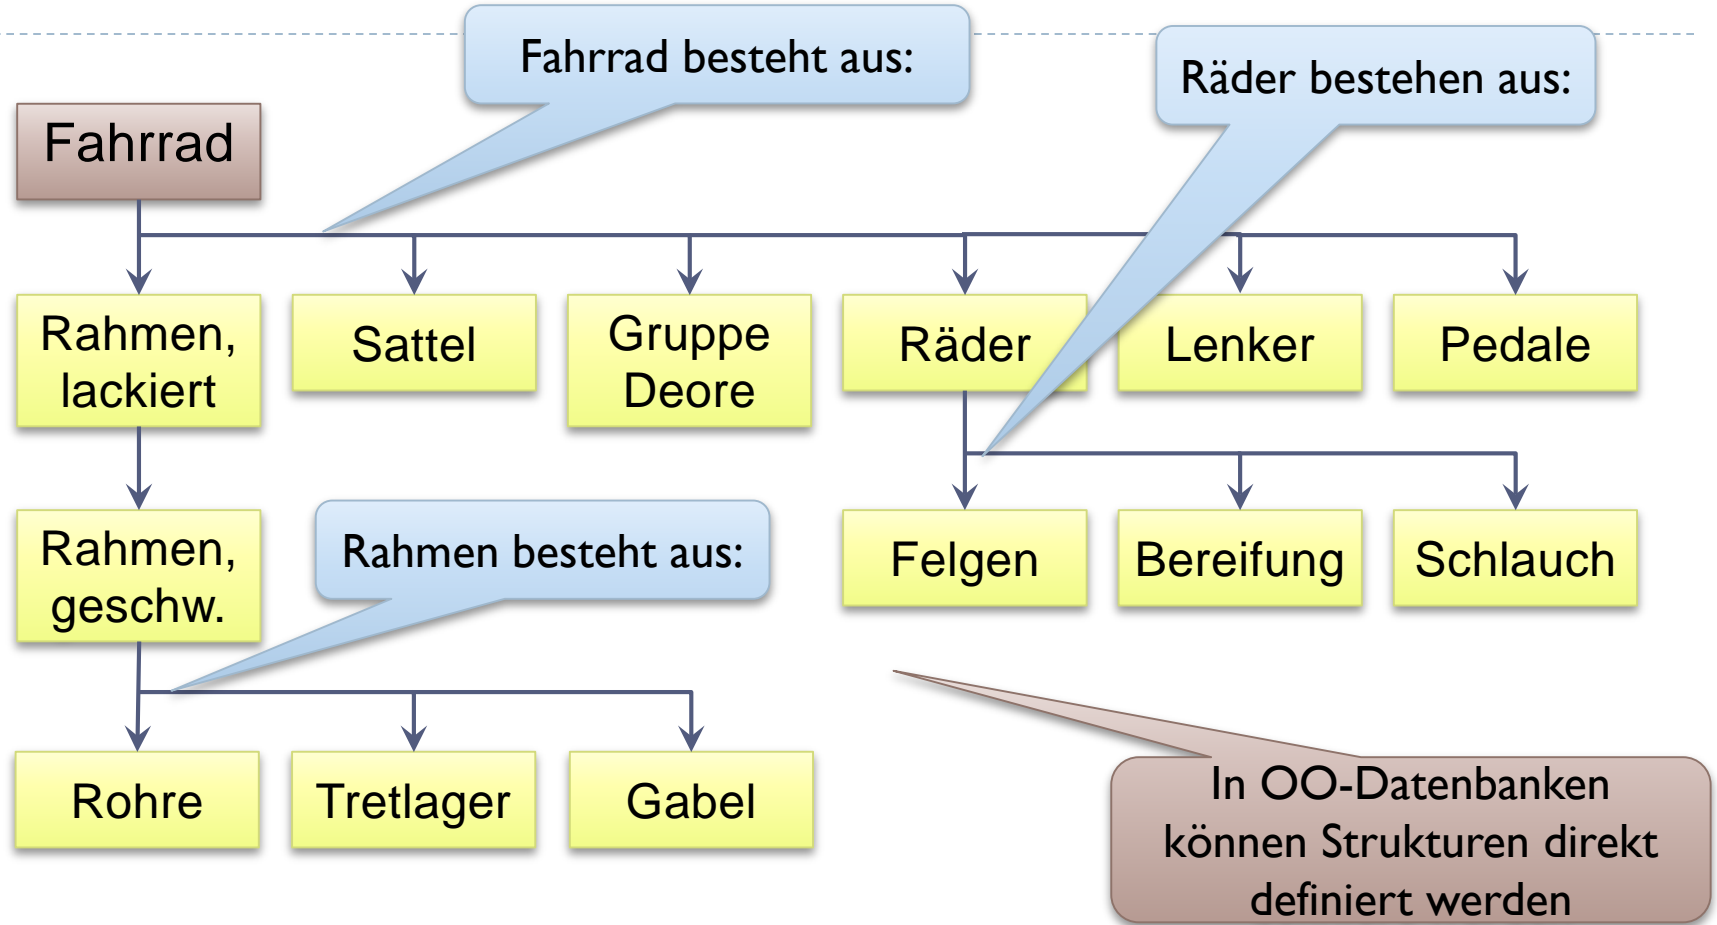 Fahrrad besteht aus:
Räder bestehen aus:
Fahrrad
Rahmen,
lackiert
Sattel
Gruppe
Deore
Räder
Lenker
Pedale
Rahmen,
geschw.
Rahmen besteht aus:
Felgen
Bereifung
Schlauch
Rohre
Tretlager
Gabel
In OO-Datenbanken
können Strukturen direkt
definiert werden